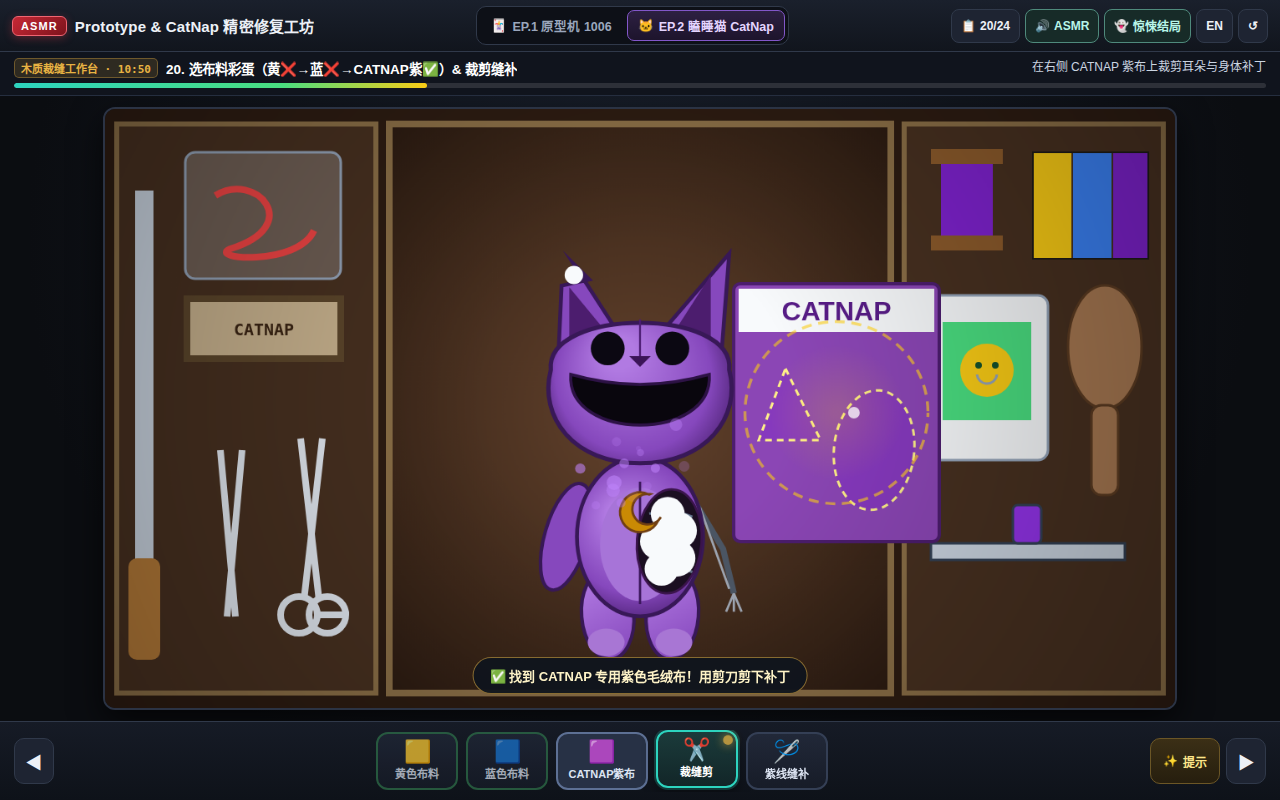 ASMR Prototype & CatNap 精密修复工坊
🃏 EP.1 原型机 1006
🐱 EP.2 瞌睡猫 CatNap
📋 20/24
🔊 ASMR
👻 惊悚结局
EN
↺
木质裁缝工作台 · 10:50
20. 选布料彩蛋（黄❌→蓝❌→CATNAP紫✅）& 裁剪缝补
在右侧 CATNAP 紫布上裁剪耳朵与身体补丁
CATNAP
CATNAP
✅ 找到 CATNAP 专用紫色毛绒布！用剪刀剪下补丁
◀
黄色布料
蓝色布料
CATNAP紫布
裁缝剪
紫线缝补
✨ 提示
▶